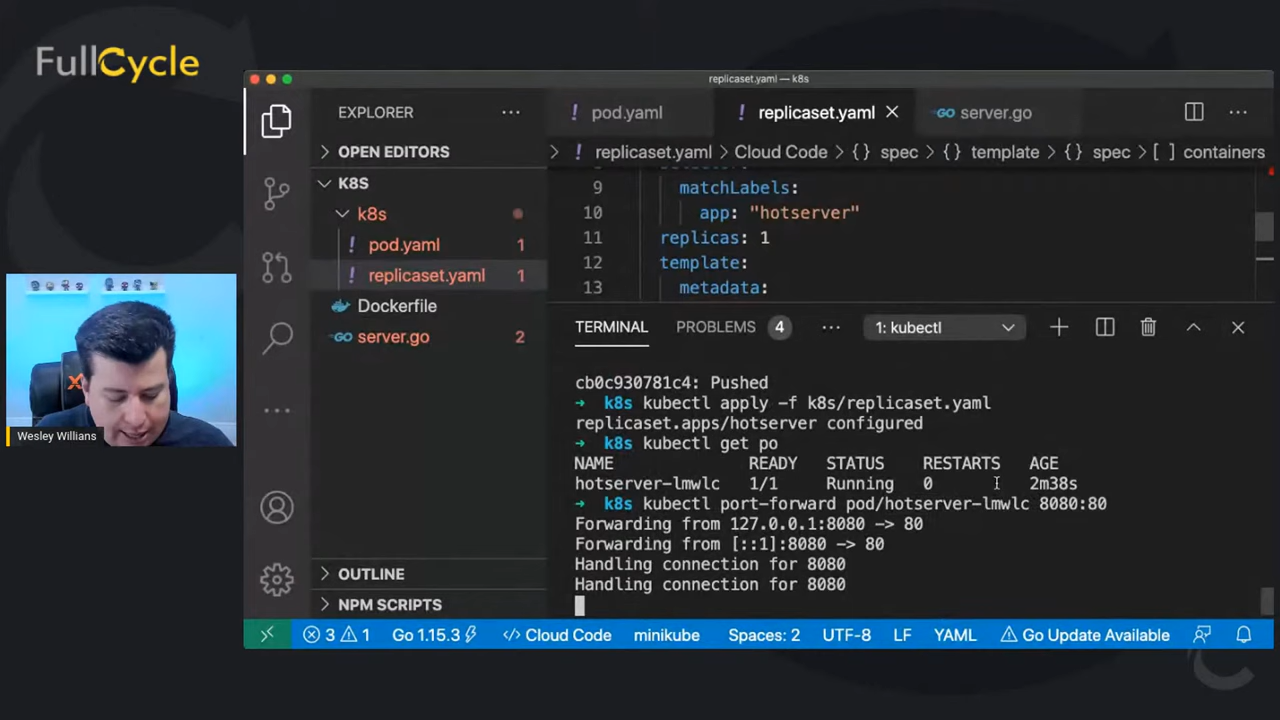 FullCycle
replicaset.yaml — k8s
EXPLORER
pod.yaml
replicaset.yaml
server.go
OPEN EDITORS
replicaset.yaml > Cloud Code > {} spec > {} template > {} spec > [ ] containers
K8S
k8s
pod.yaml 1
replicaset.yaml 1
Dockerfile
server.go 2
OUTLINE
NPM SCRIPTS
9 matchLabels:
10 app: "hotserver"
11 replicas: 1
12 template:
13 metadata:
TERMINAL PROBLEMS 4 ... 1: kubectl
cb0c930781c4: Pushed
➜ k8s kubectl apply -f k8s/replicaset.yaml
replicaset.apps/hotserver configured
➜ k8s kubectl get po
NAME READY STATUS RESTARTS AGE
hotserver-lmwlc 1/1 Running 0 2m38s
➜ k8s kubectl port-forward pod/hotserver-lmwlc 8080:80
Forwarding from 127.0.0.1:8080 -> 80
Forwarding from [::1]:8080 -> 80
Handling connection for 8080
Handling connection for 8080
Wesley Willians
3 1 Go 1.15.3 Cloud Code minikube Spaces: 2 UTF-8 LF YAML Go Update Available